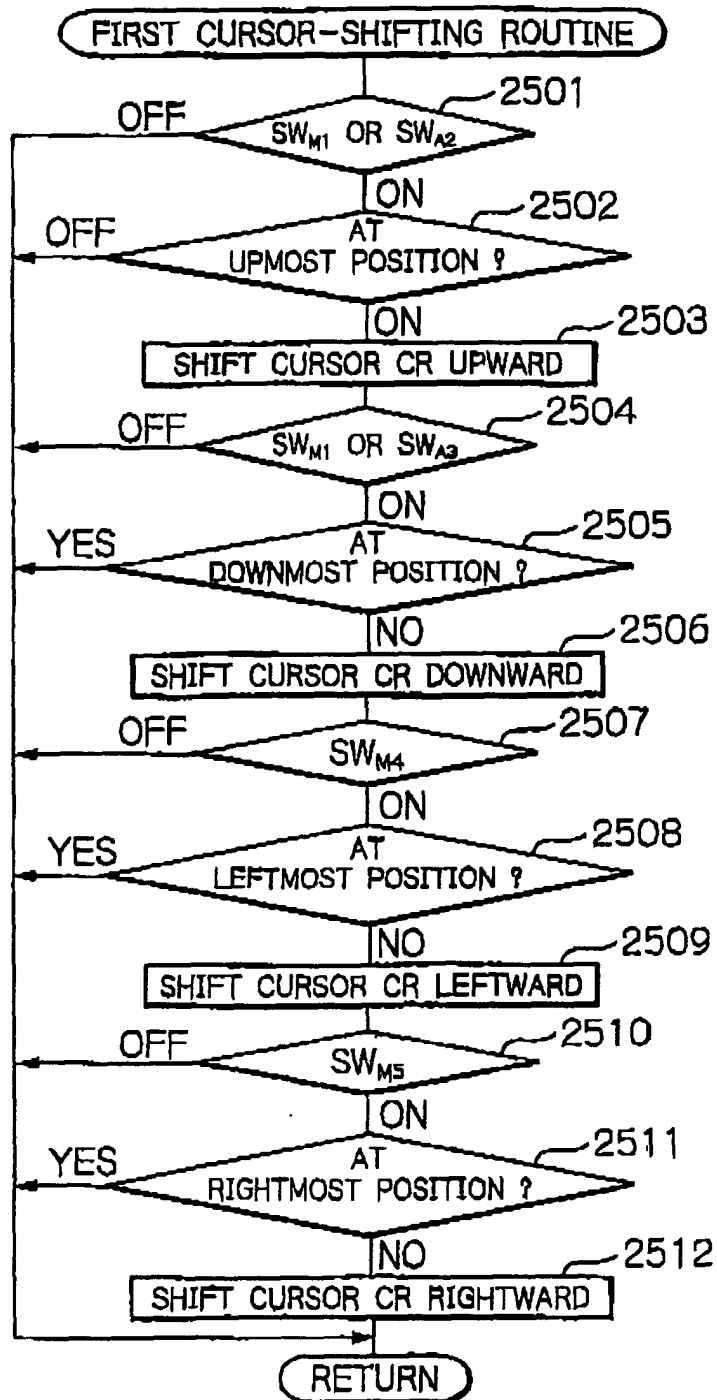 FIRST CURSOR-SHIFTING ROUTINE
2501
OFF
SWM1 OR SWA2
ON
2502
OFF
AT
UPMOST POSITION ?
ON
2503
SHIFT CURSOR CR UPWARD
2504
OFF
SWM1 OR SWA3
ON
2505
YES
AT
DOWNMOST POSITION ?
NO
2506
SHIFT CURSOR CR DOWNWARD
2507
OFF
SWM4
ON
2508
YES
AT
LEFTMOST POSITION ?
NO
2509
SHIFT CURSOR CR LEFTWARD
2510
OFF
SWM5
ON
2511
YES
AT
RIGHTMOST POSITION ?
NO
2512
SHIFT CURSOR CR RIGHTWARD
RETURN